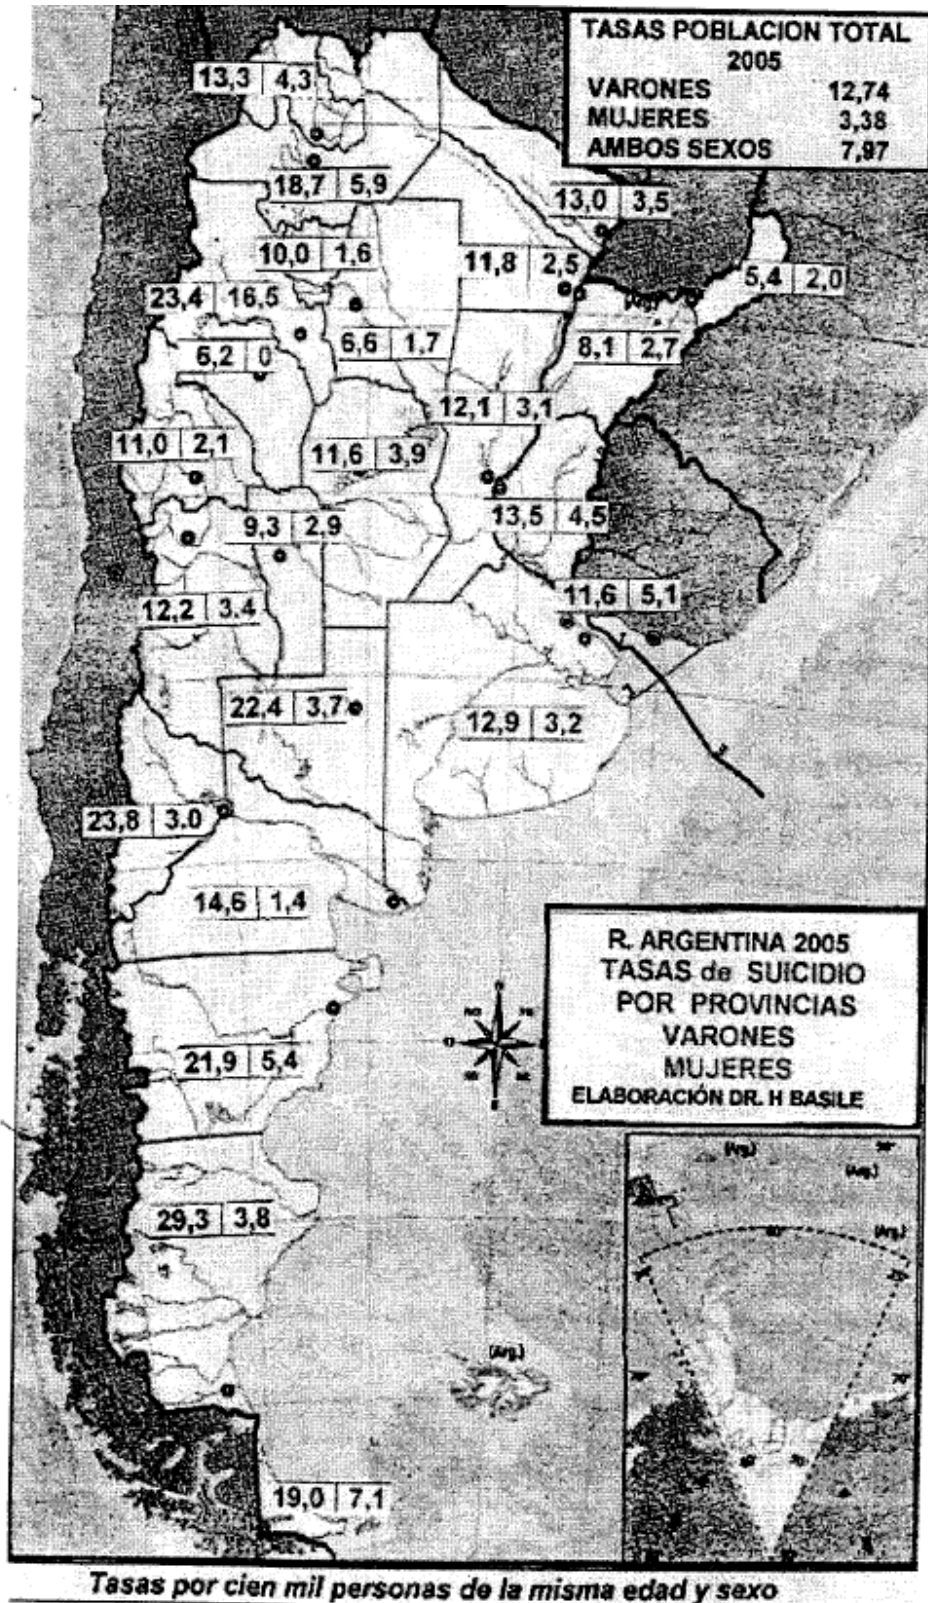 TASAS POBLACION TOTAL
2005
VARONES 12,74
MUJERES 3,38
AMBOS SEXOS 7,97
13,3 | 4,3
18,7 | 5,9
13,0 | 3,5
10,0 | 1,6
11,8 | 2,5
5,4 | 2,0
23,4 | 16,5
6,6 | 1,7
8,1 | 2,7
6,2 | 0
12,1 | 3,1
11,0 | 2,1
11,6 | 3,9
13,5 | 4,5
9,3 | 2,9
11,6 | 5,1
12,2 | 3,4
22,4 | 3,7
12,9 | 3,2
23,8 | 3.0
14,6 | 1,4
R. ARGENTINA 2005
TASAS de SUICIDIO
POR PROVINCIAS
VARONES
MUJERES
ELABORACIÓN DR. H BASILE
21,9 | 5,4
(Arg.)
(Arg.)
(Arg.)
29,3 | 3,8
(Arg.)
19,0 | 7,1
Tasas por cien mil personas de la misma edad y sexo